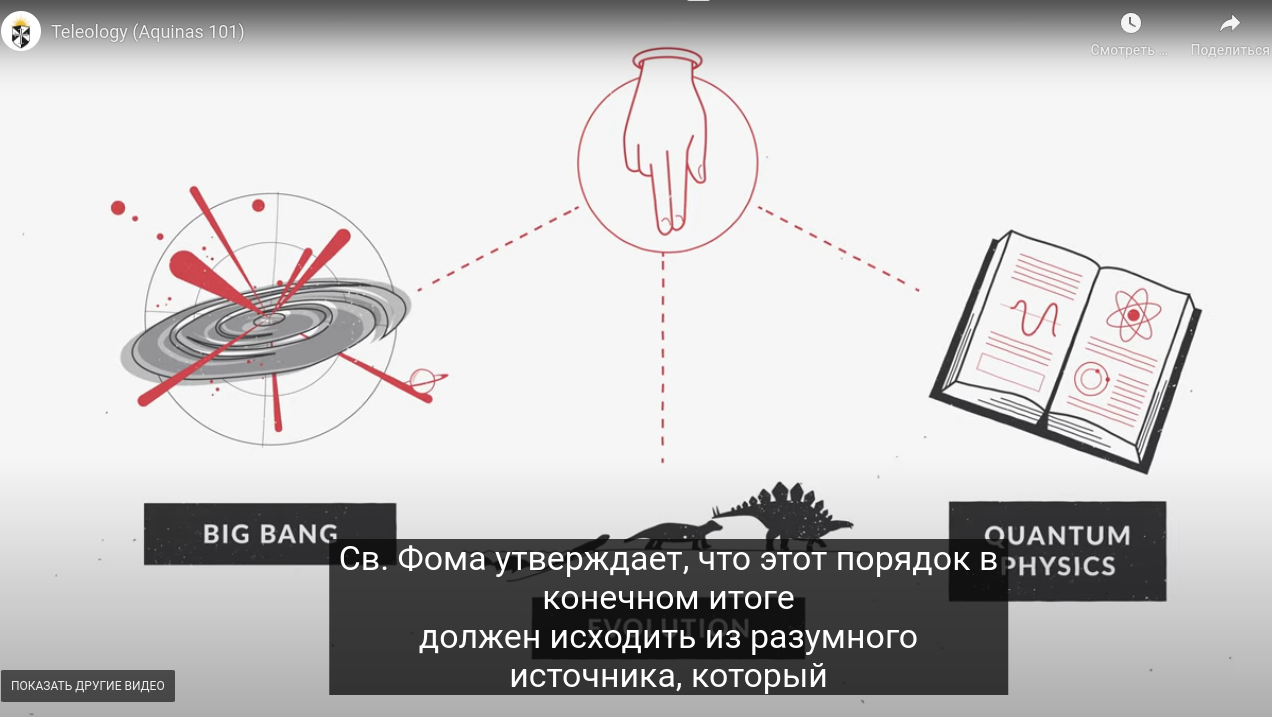 Teleology (Aquinas 101)
Смотреть ...
Поделиться
BIG BANG
QUANTUM
PHYSICS
EVOLUTION
Св. Фома утверждает, что этот порядок в
конечном итоге
должен исходить из разумного
источника, который
ПОКАЗАТЬ ДРУГИЕ ВИДЕО